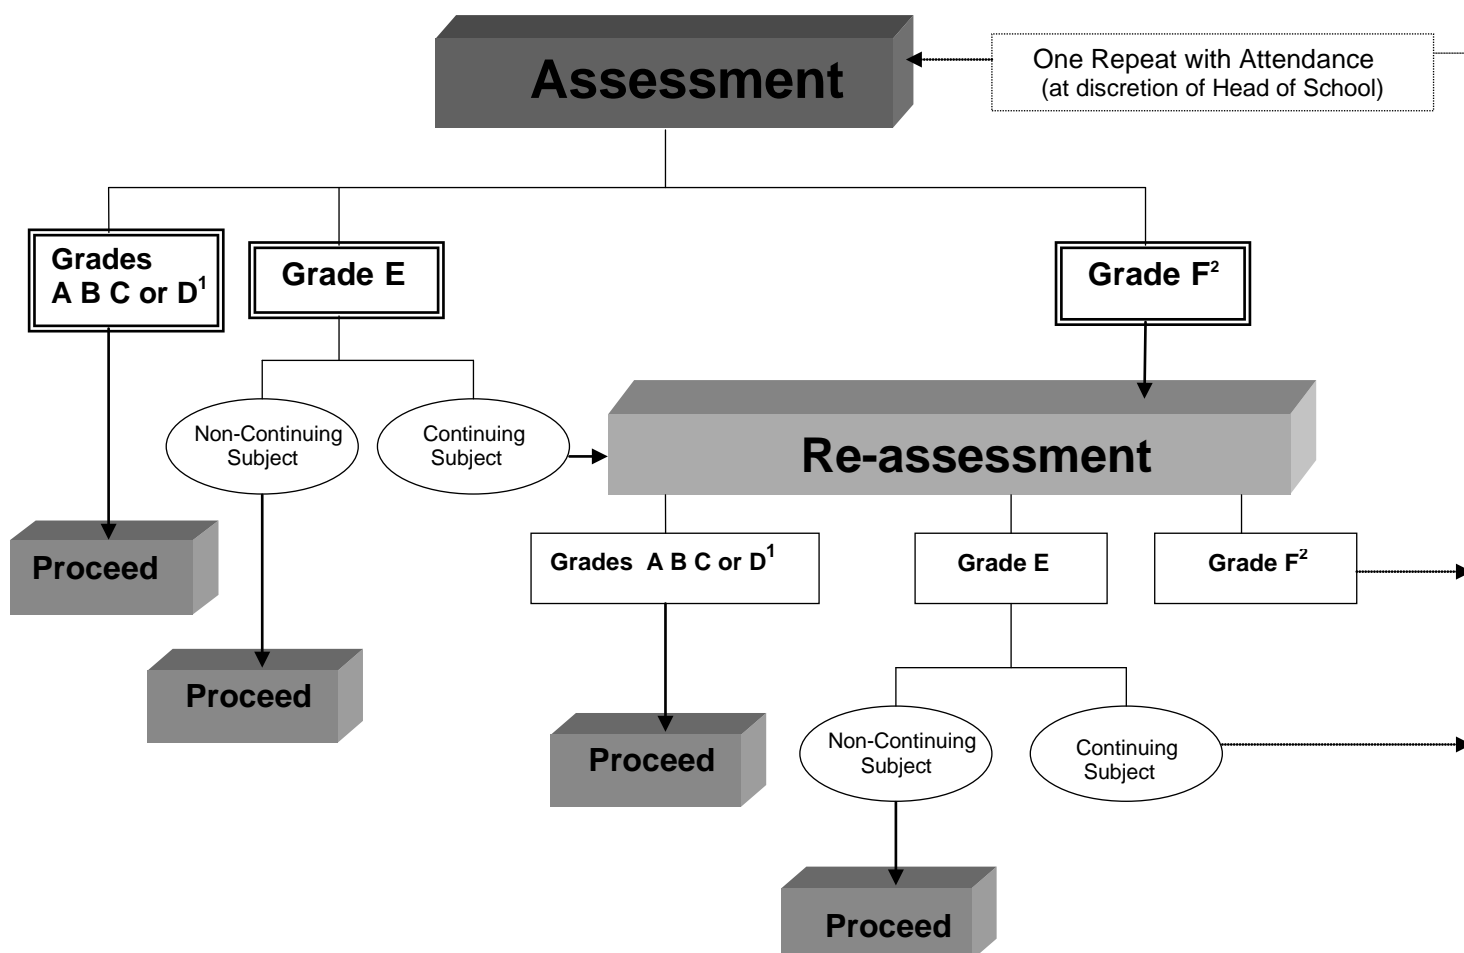 Assessment
One Repeat with Attendance
(at discretion of Head of School)
Grades
A B C or D¹
Grade E
Grade F²
Non-Continuing
Subject
Continuing
Subject
Re-assessment
Proceed
Grades A B C or D¹
Grade E
Grade F²
Proceed
Non-Continuing
Subject
Continuing
Subject
Proceed
Proceed